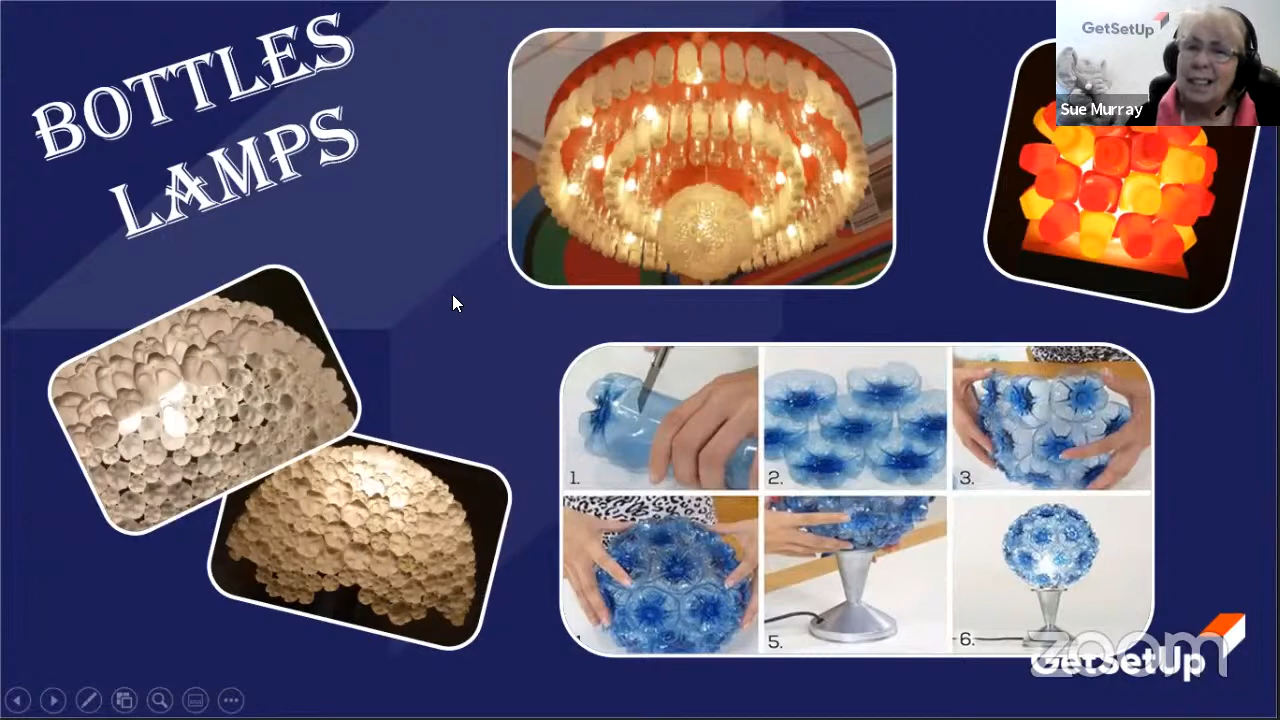 BOTTLES
LAMPS
GetSetUp
Sue Murray
1.
2.
3.
5.
6.
zoom
GetSetUp